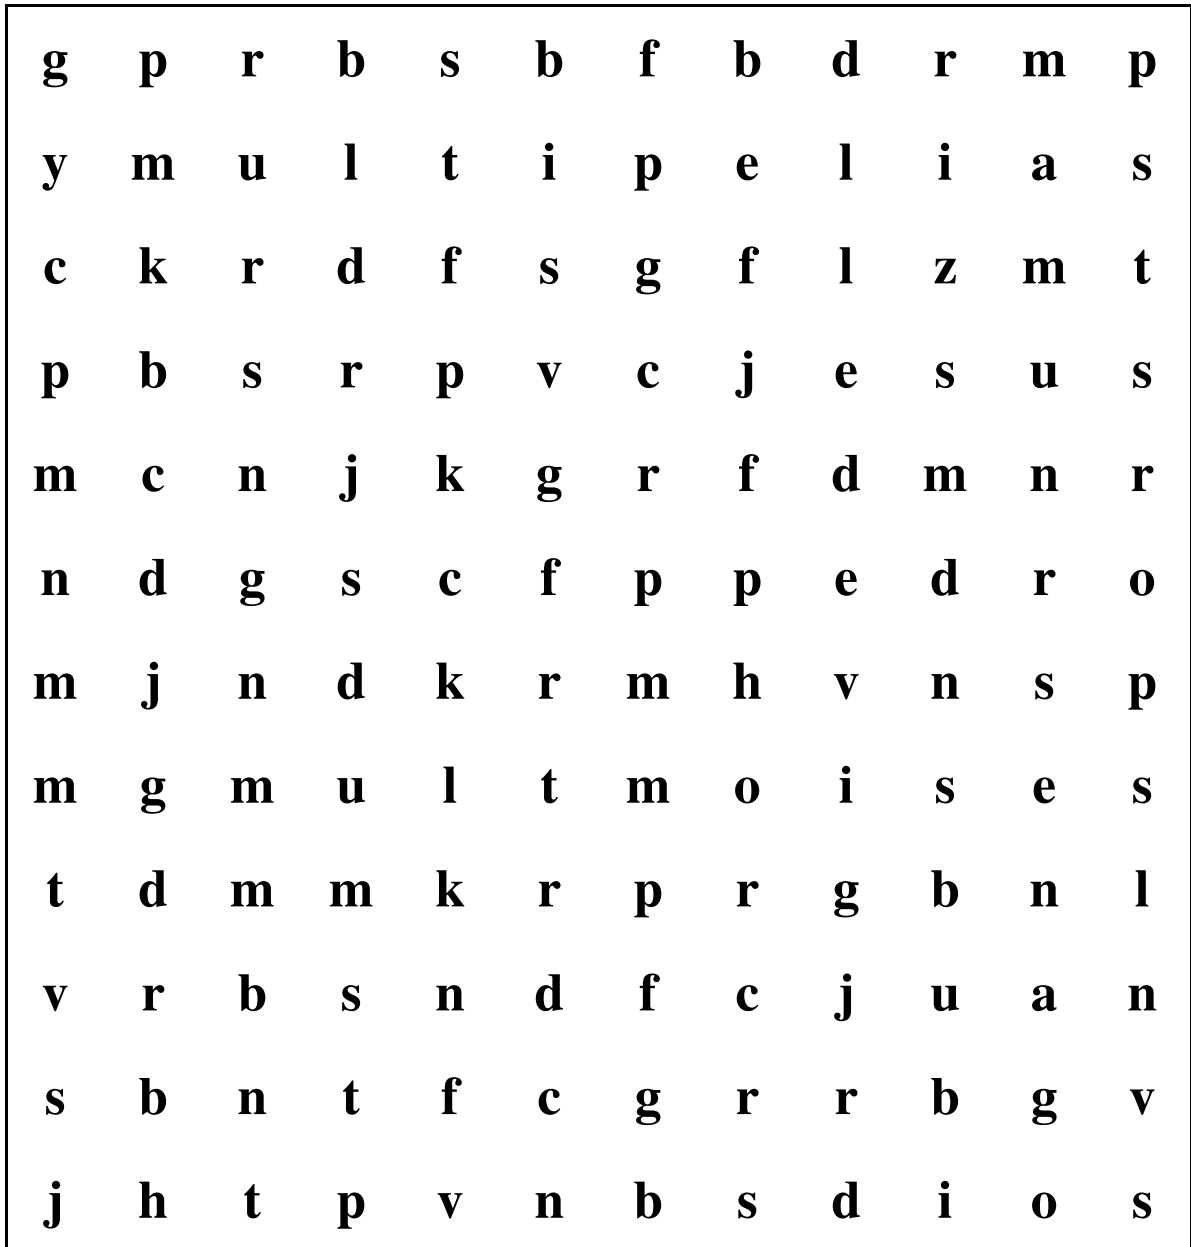 g p r b s b f b d r m p
y m u l t i p e l i a s
c k r d f s g f l z m t
p b s r p v c j e s u s
m c n j k g r f d m n r
n d g s c f p p e d r o
m j n d k r m h v n s p
m g m u l t m o i s e s
t d m m k r p r g b n l
v r b s n d f c j u a n
s b n t f c g r r b g v
j h t p v n b s d i o s